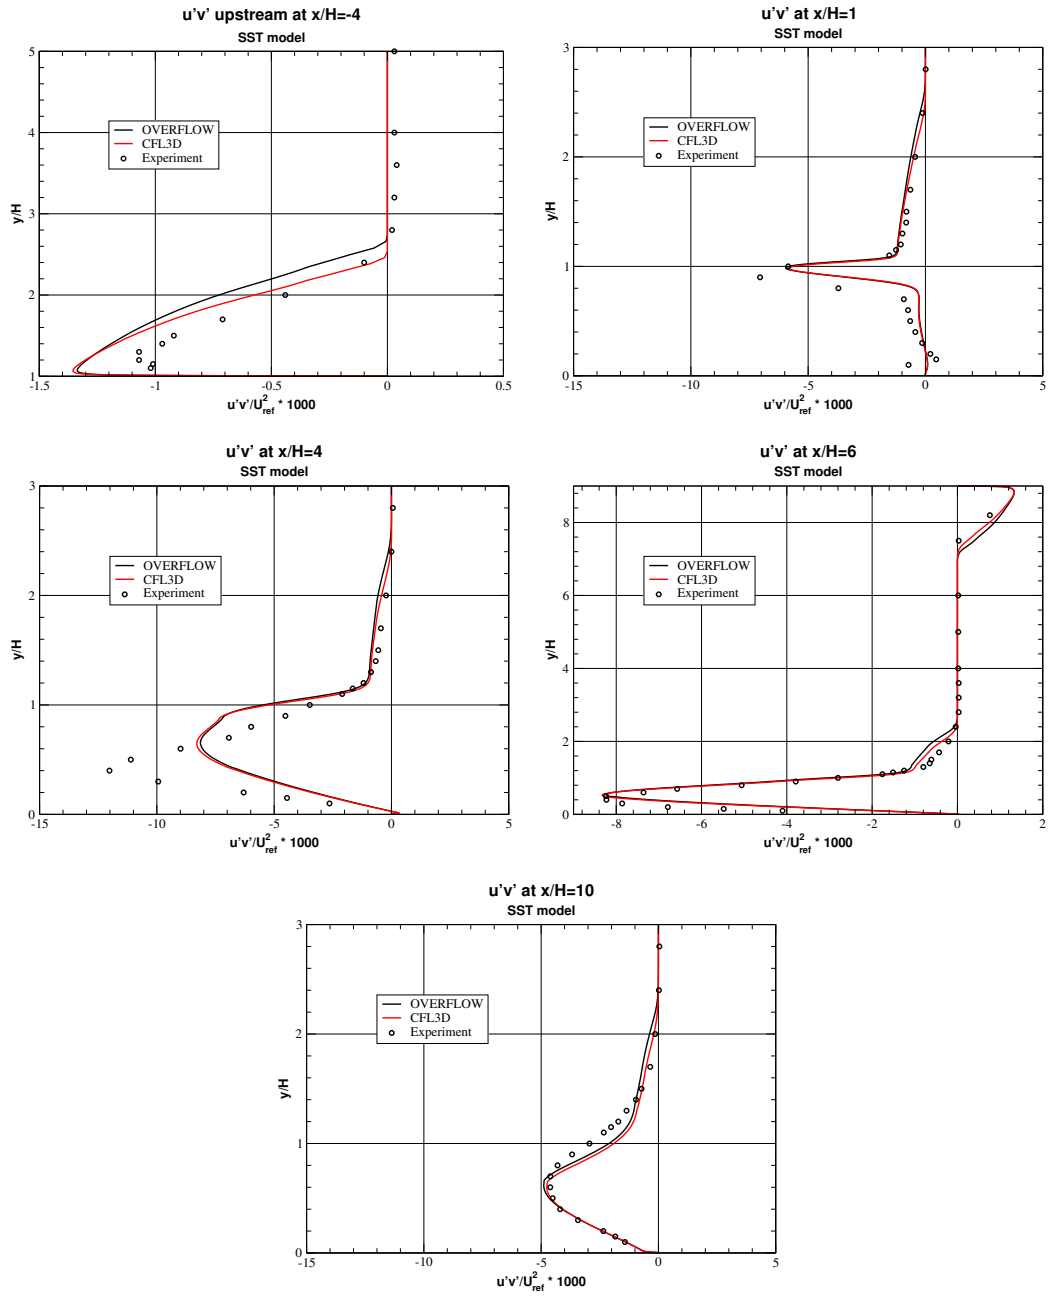 u'v' upstream at x/H=-4
SST model
5
4
3
2
1
y/H
OVERFLOW
CFL3D
Experiment
-1.5 -1 -0.5 0 0.5
u'v'/U²ref * 1000
u'v' at x/H=1
SST model
3
2
1
0
y/H
OVERFLOW
CFL3D
Experiment
-15 -10 -5 0 5
u'v'/U²ref * 1000
u'v' at x/H=4
SST model
3
2
1
0
y/H
OVERFLOW
CFL3D
Experiment
-15 -10 -5 0 5
u'v'/U²ref * 1000
u'v' at x/H=6
SST model
8
6
4
2
0
y/H
OVERFLOW
CFL3D
Experiment
-8 -6 -4 -2 0 2
u'v'/U²ref * 1000
u'v' at x/H=10
SST model
3
2
1
0
y/H
OVERFLOW
CFL3D
Experiment
-15 -10 -5 0 5
u'v'/U²ref * 1000